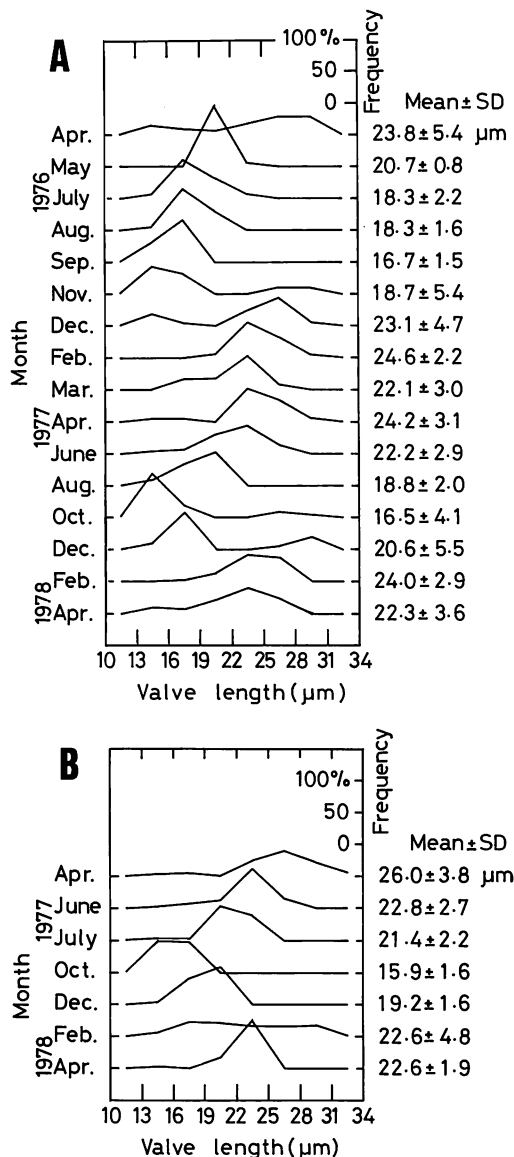 A
100%
50
0
Frequency
Mean±SD
Month
1976
1977
1978
Apr. 23.8±5.4 µm
May 20.7±0.8
July 18.3±2.2
Aug. 18.3±1.6
Sep. 16.7±1.5
Nov. 18.7±5.4
Dec. 23.1±4.7
Feb. 24.6±2.2
Mar. 22.1±3.0
Apr. 24.2±3.1
June 22.2±2.9
Aug. 18.8±2.0
Oct. 16.5±4.1
Dec. 20.6±5.5
Feb. 24.0±2.9
Apr. 22.3±3.6
10 13 16 19 22 25 28 31 34
Valve length(µm)
B
100%
50
0
Frequency
Mean±SD
Month
1977
1978
Apr. 26.0±3.8 µm
June 22.8±2.7
July 21.4±2.2
Oct. 15.9±1.6
Dec. 19.2±1.6
Feb. 22.6±4.8
Apr. 22.6±1.9
10 13 16 19 22 25 28 31 34
Valve length(µm)